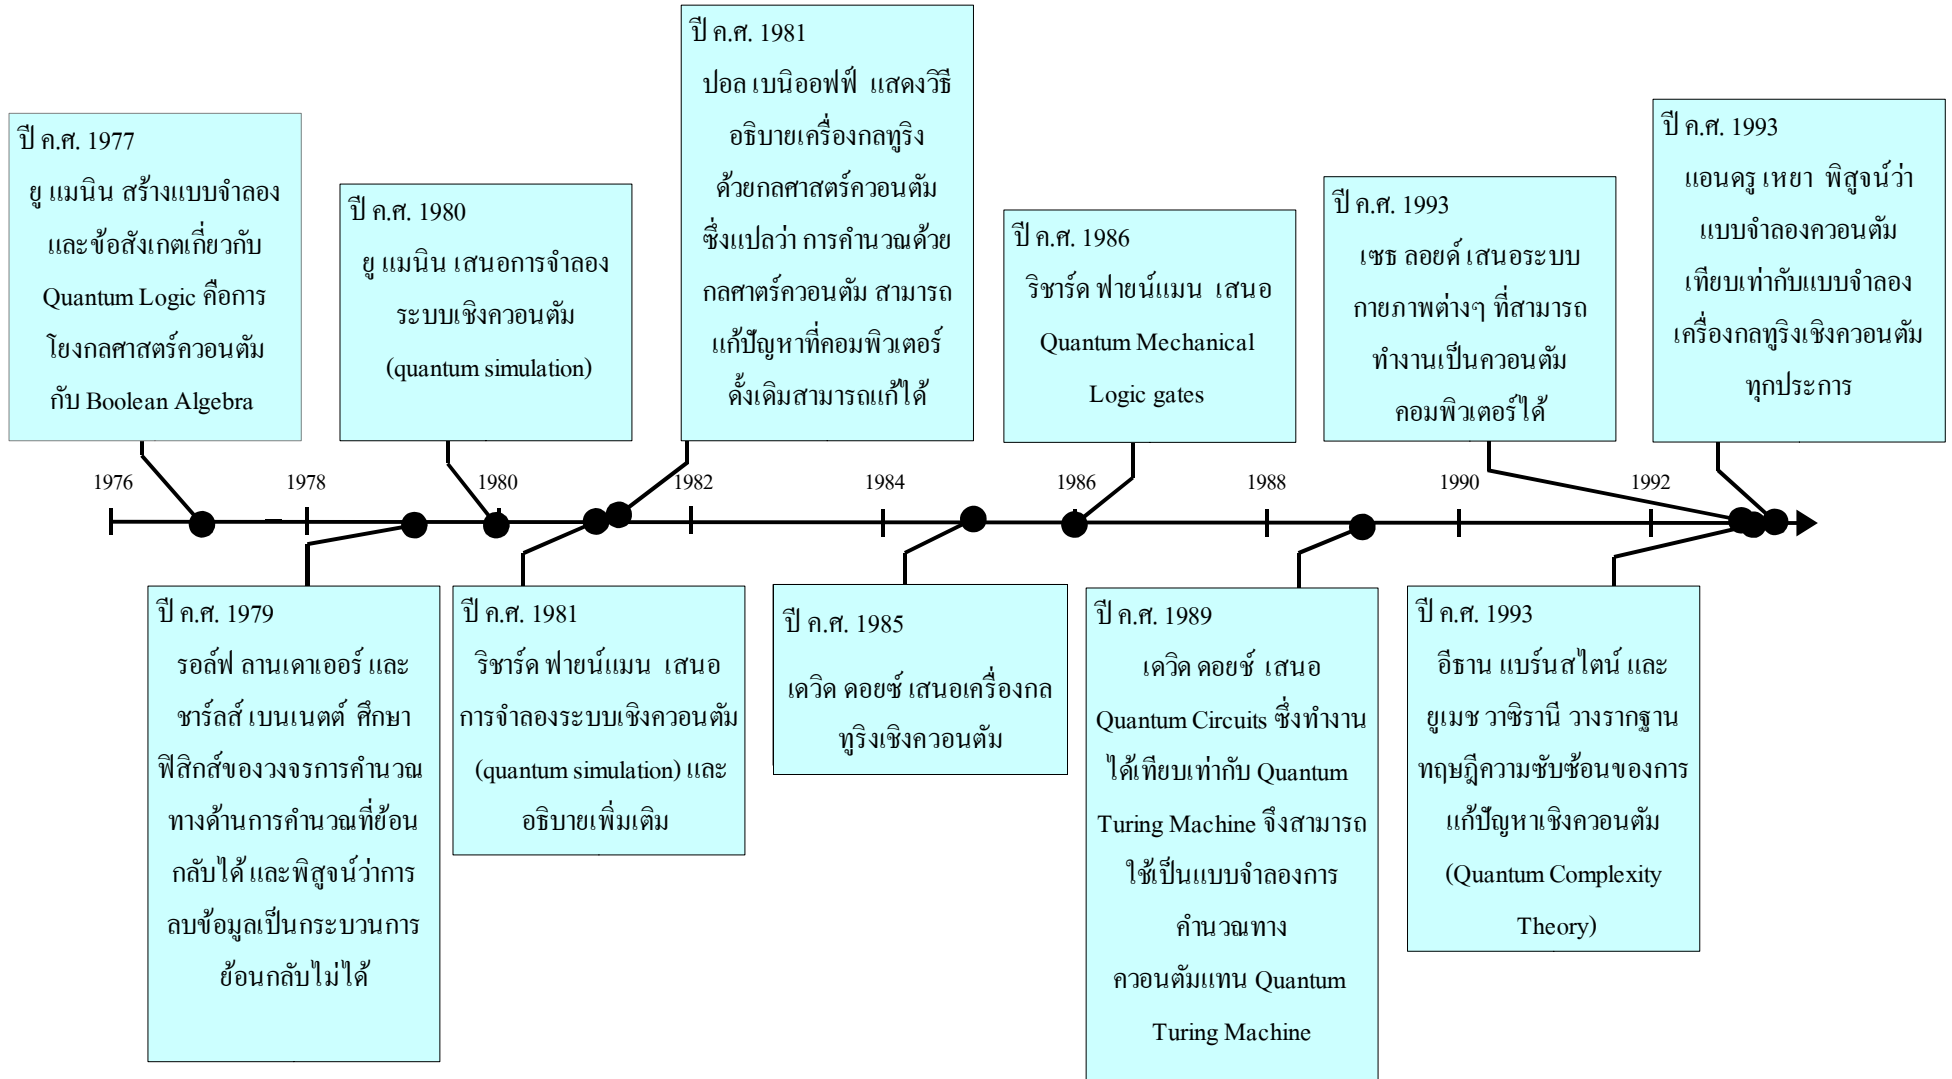 ปี ค.ศ. 1977
ยู แมนิน สร้างแบบจำลอง
และข้อสังเกตเกี่ยวกับ
Quantum Logic คือการ
โยงกลศาสตร์ควอนตัม
กับ Boolean Algebra
ปี ค.ศ. 1980
ยู แมนิน เสนอการจำลอง
ระบบเชิงควอนตัม
(quantum simulation)
ปี ค.ศ. 1981
ปอล เบนิออฟฟ์ แสดงวิธี
อธิบายเครื่องกลทูริง
ด้วยกลศาสตร์ควอนตัม
ซึ่งแปลว่า การคำนวณด้วย
กลศาตร์ควอนตัม สามารถ
แก้ปัญหาที่คอมพิวเตอร์
ดั้งเดิมสามารถแก้ได้
ปี ค.ศ. 1986
ริชาร์ด ฟายน์แมน เสนอ
Quantum Mechanical
Logic gates
ปี ค.ศ. 1993
เซธ ลอยด์ เสนอระบบ
กายภาพต่างๆ ที่สามารถ
ทำงานเป็นควอนตัม
คอมพิวเตอร์ได้
ปี ค.ศ. 1993
แอนดรู เหยา พิสูจน์ว่า
แบบจำลองควอนตัม
เทียบเท่ากับแบบจำลอง
เครื่องกลทูริงเชิงควอนตัม
ทุกประการ
1976
1978
1980
1982
1984
1986
1988
1990
1992
ปี ค.ศ. 1979
รอล์ฟ ลานเดาเออร์ และ
ชาร์ลส์ เบนเนตต์ ศึกษา
ฟิสิกส์ของวงจรการคำนวณ
ทางด้านการคำนวณที่ย้อน
กลับได้ และพิสูจน์ว่าการ
ลบข้อมูลเป็นกระบวนการ
ย้อนกลับไม่ได้
ปี ค.ศ. 1981
ริชาร์ด ฟายน์แมน เสนอ
การจำลองระบบเชิงควอนตัม
(quantum simulation) และ
อธิบายเพิ่มเติม
ปี ค.ศ. 1985
เดวิด ดอยซ์ เสนอเครื่องกล
ทูริงเชิงควอนตัม
ปี ค.ศ. 1989
เดวิด ดอยช์ เสนอ
Quantum Circuits ซึ่งทำงาน
ได้เทียบเท่ากับ Quantum
Turing Machine จึงสามารถ
ใช้เป็นแบบจำลองการ
คำนวณทาง
ควอนตัมแทน Quantum
Turing Machine
ปี ค.ศ. 1993
อีธาน แบร์นสไตน์ และ
ยูเมช วาซิรานี วางรากฐาน
ทฤษฎีความซับซ้อนของการ
แก้ปัญหาเชิงควอนตัม
(Quantum Complexity
Theory)